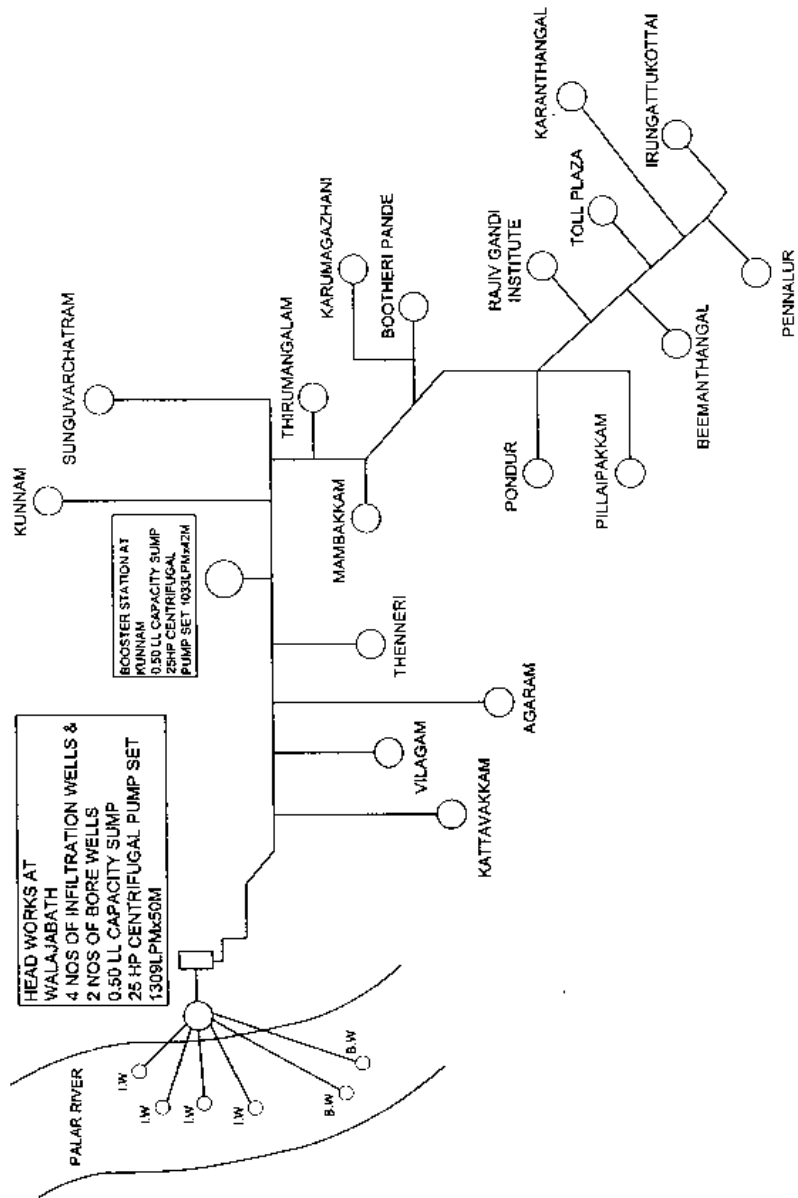 HEAD WORKS AT
WALAJABATH
4 NOS OF INFILTRATION WELLS &
2 NOS OF BORE WELLS
0.50 LL CAPACITY SUMP
25 HP CENTRIFUGAL PUMP SET
1309LPMx50M
PALAR RIVER
I.W
I.W
I.W
I.W
B.W
B.W
BOOSTER STATION AT
KUNNAM
0.50 LL CAPACITY SUMP
25HP CENTRIFUGAL
PUMP SET 1033LPMx42M
KUNNAM
SUNGUVARCHATRAM
KATTAVAKKAM
VILAGAM
AGARAM
THENNERI
THIRUMANGALAM
MAMBAKKAM
KARUMAGAZHANI
BOOTHERI PANDE
PONDUR
PILLAIPAKKAM
RAJIV GANDI
INSTITUTE
TOLL PLAZA
KARANTHANGAL
IRUNGATTUKOTTAI
BEEMANTHANGAL
PENNALUR